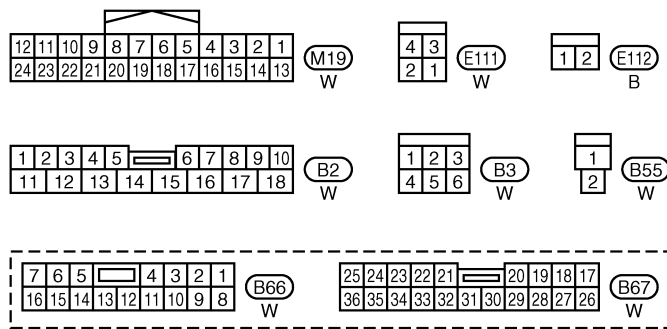 12 11 10 9 8 7 6 5 4 3 2 1
24 23 22 21 20 19 18 17 16 15 14 13
M19
W
4 3
2 1
E111
W
1 2
E112
B
1 2 3 4 5 6 7 8 9 10
11 12 13 14 15 16 17 18
B2
W
1 2 3
4 5 6
B3
W
1
2
B55
W
7 6 5 4 3 2 1
16 15 14 13 12 11 10 9 8
B66
W
25 24 23 22 21 20 19 18 17
36 35 34 33 32 31 30 29 28 27 26
B67
W